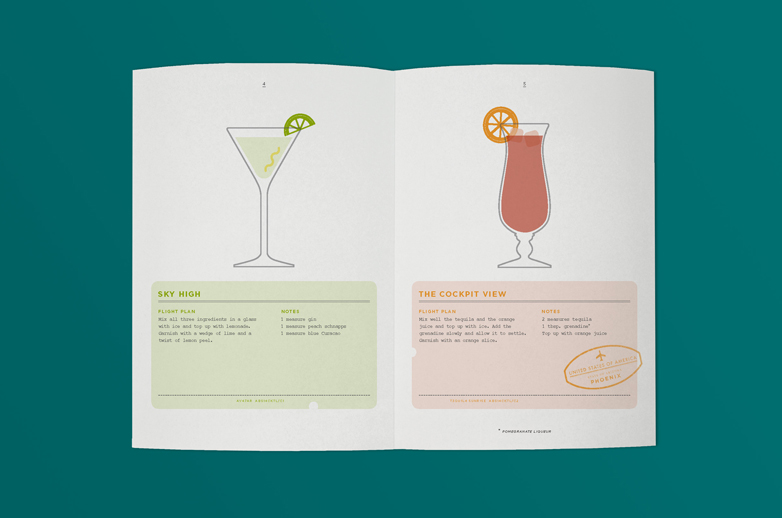 4
SKY HIGH
FLIGHT PLAN
Mix all three ingredients in a glass
with ice and top up with lemonade.
Garnish with a wedge of lime and a
twist of lemon peel.
NOTES
1 measure gin
1 measure peach schnapps
1 measure blue Curacao
THE COCKPIT VIEW
FLIGHT PLAN
Mix well the tequila and the orange
juice and top up with ice. Add the
grenadine slowly and allow it to settle.
Garnish with an orange slice.
NOTES
2 measures tequila
1 tbsp. grenadine*
Top up with orange juice
UNITED STATES OF AMERICA
PHOENIX
* POMEGRANATE LIQUEUR